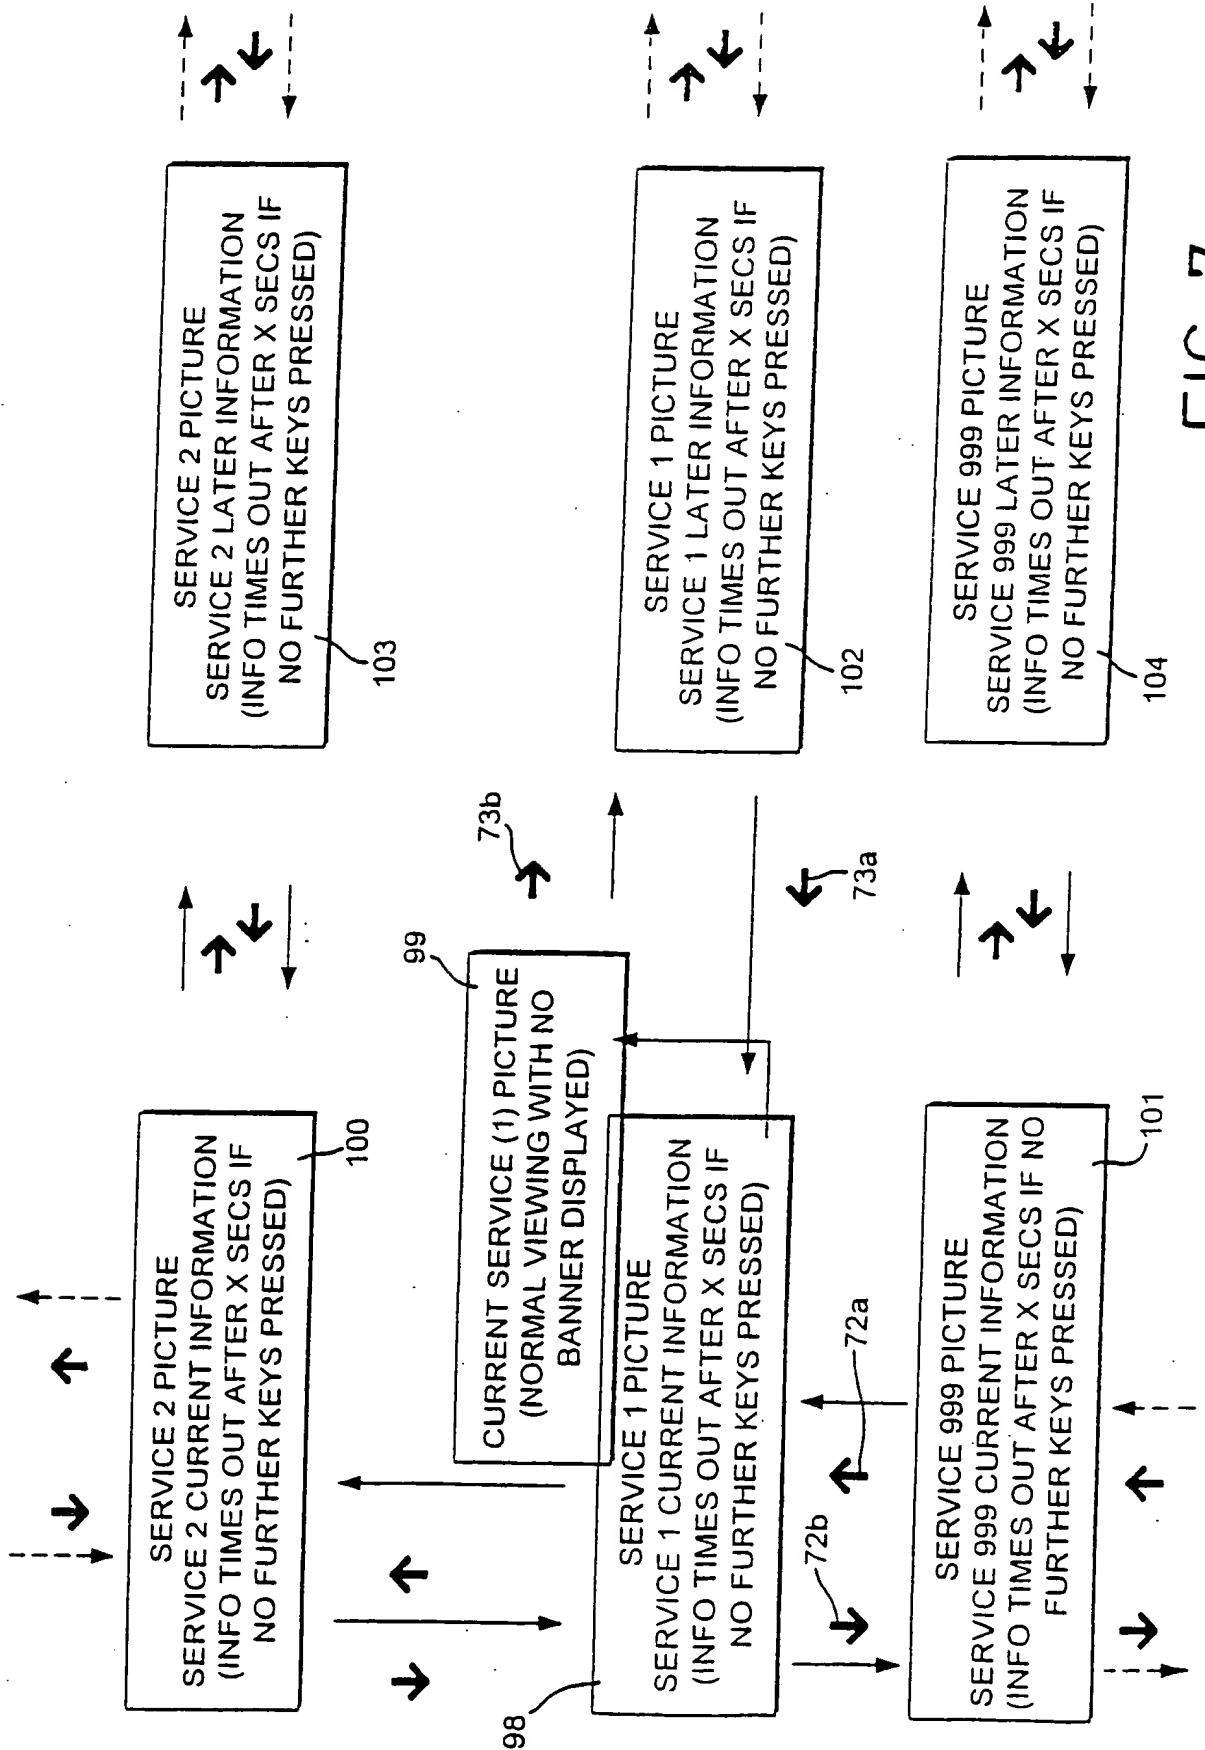 SERVICE 2 PICTURE
SERVICE 2 CURRENT INFORMATION
(INFO TIMES OUT AFTER X SECS IF
NO FURTHER KEYS PRESSED)
100
SERVICE 2 PICTURE
SERVICE 2 LATER INFORMATION
(INFO TIMES OUT AFTER X SECS IF
NO FURTHER KEYS PRESSED)
103
CURRENT SERVICE (1) PICTURE
(NORMAL VIEWING WITH NO
BANNER DISPLAYED)
99
73b
98
SERVICE 1 PICTURE
SERVICE 1 CURRENT INFORMATION
(INFO TIMES OUT AFTER X SECS IF
NO FURTHER KEYS PRESSED)
SERVICE 1 PICTURE
SERVICE 1 LATER INFORMATION
(INFO TIMES OUT AFTER X SECS IF
NO FURTHER KEYS PRESSED)
102
73a
72b
72a
SERVICE 999 PICTURE
SERVICE 999 CURRENT INFORMATION
(INFO TIMES OUT AFTER X SECS IF NO
FURTHER KEYS PRESSED)
101
SERVICE 999 PICTURE
SERVICE 999 LATER INFORMATION
(INFO TIMES OUT AFTER X SECS IF
NO FURTHER KEYS PRESSED)
104
FIG. 7